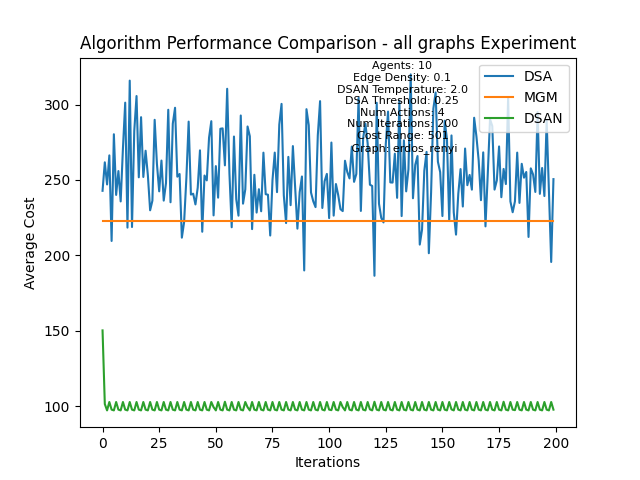 Algorithm Performance Comparison - all graphs Experiment
Agents: 10
Edge Density: 0.1
DSAN Temperature: 2.0
DSA Threshold: 0.25
Num Actions: 4
Num Iterations: 200
Cost Range: 501
Graph: erdos_renyi
DSA
MGM
DSAN
Average Cost
300
250
200
150
100
0 25 50 75 100 125 150 175 200
Iterations